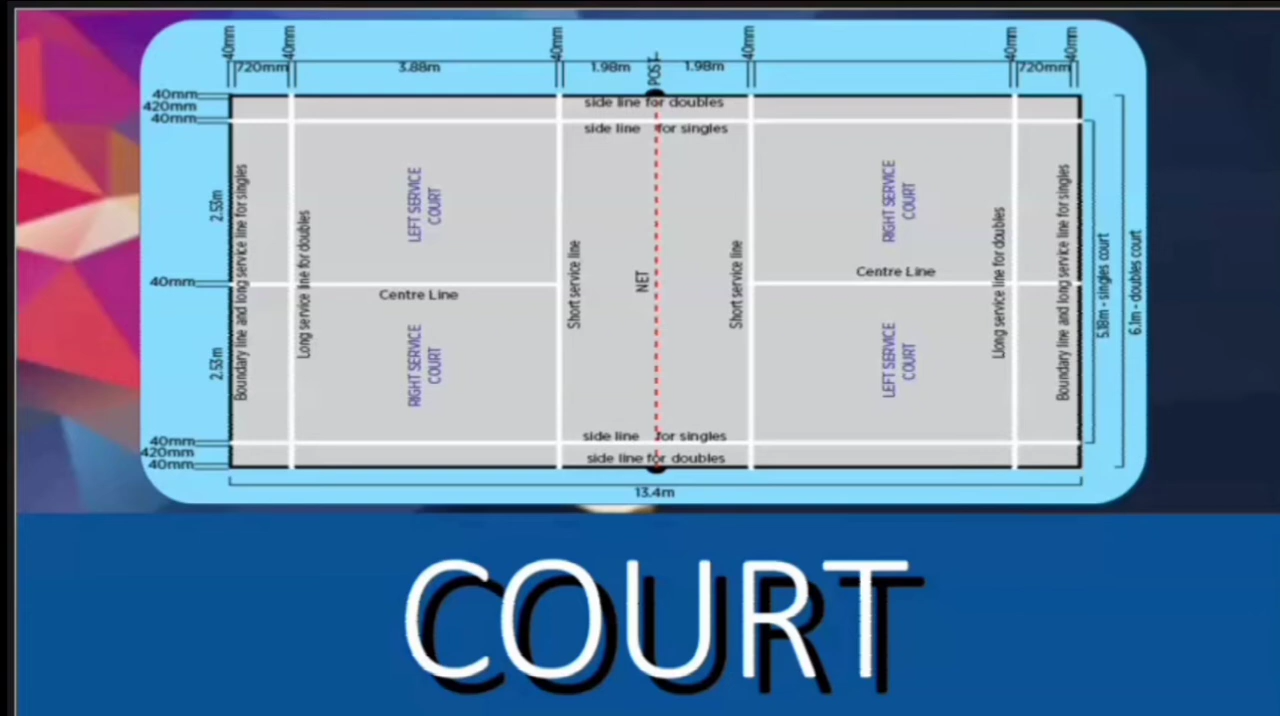 40mm
40mm
40mm
40mm
40mm
40mm
720mm
3.88m
1.98m
POST
1.98m
720mm
40mm
420mm
40mm
side line for doubles
side line for singles
2.53m
Boundary line and long service line for singles
Long service line for doubles
LEFT SERVICE
COURT
Short service line
NET
Short service line
RIGHT SERVICE
COURT
Centre Line
Llong service line for doubles
Boundary line and long service line for singles
5.18m - singles court
6.1m - doubles court
40mm
Centre Line
2.53m
RIGHT SERVICE
COURT
LEFT SERVICE
COURT
40mm
420mm
40mm
side line for singles
side line for doubles
13.4m
COURT